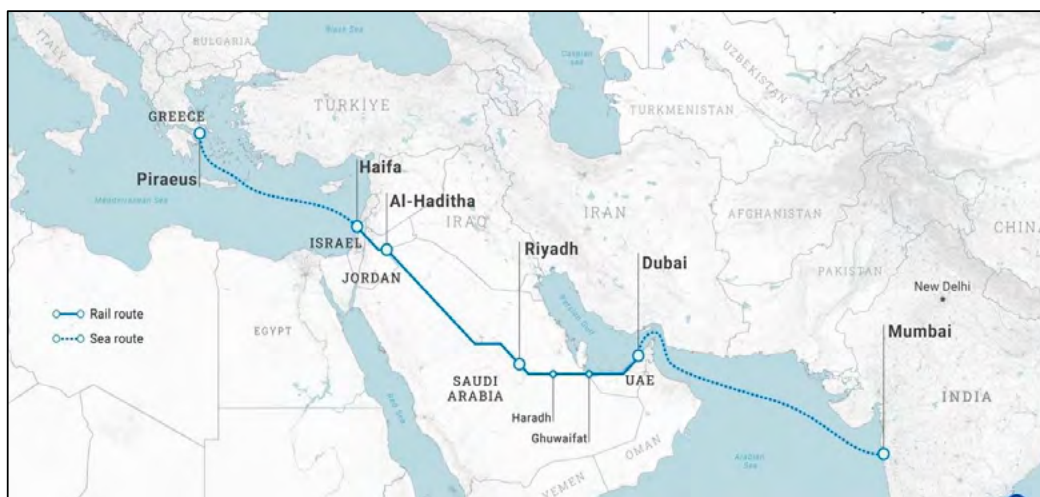 Black Sea
BULGARIA
ITALY
Caspian
sea
UZBEKISTAN
TÜRKİYE
TURKMENISTAN
GREECE
Piraeus
Haifa
Mediterranean Sea
Al-Haditha
IRAQ
IRAN
AFGHANISTAN
CHINA
ISRAEL
JORDAN
Riyadh
Dubai
PAKISTAN
New Delhi
Mumbai
Rail route
Sea route
EGYPT
Persian Gulf
SAUDI
ARABIA
UAE
INDIA
Haradh
Ghuwaifat
Red Sea
OMAN
Arabian
Sea
YEMEN